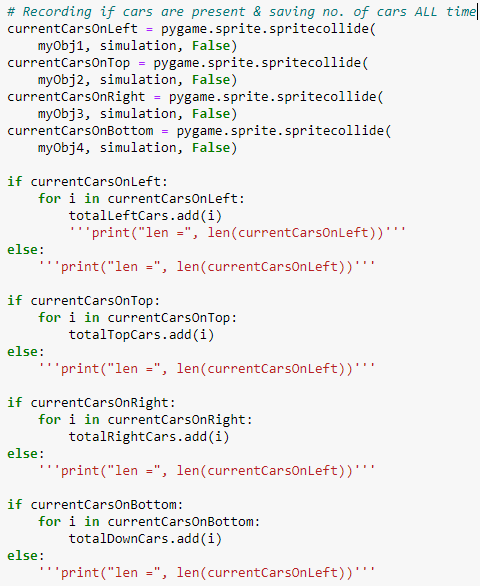 # Recording if cars are present & saving no. of cars ALL time
currentCarsOnLeft = pygame.sprite.spritecollide(
    myObj1, simulation, False)
currentCarsOnTop = pygame.sprite.spritecollide(
    myObj2, simulation, False)
currentCarsOnRight = pygame.sprite.spritecollide(
    myObj3, simulation, False)
currentCarsOnBottom = pygame.sprite.spritecollide(
    myObj4, simulation, False)

if currentCarsOnLeft:
    for i in currentCarsOnLeft:
        totalLeftCars.add(i)
        '''print("len =", len(currentCarsOnLeft))'''
else:
    '''print("len =", len(currentCarsOnLeft))'''

if currentCarsOnTop:
    for i in currentCarsOnTop:
        totalTopCars.add(i)
else:
    '''print("len =", len(currentCarsOnLeft))'''

if currentCarsOnRight:
    for i in currentCarsOnRight:
        totalRightCars.add(i)
else:
    '''print("len =", len(currentCarsOnLeft))'''

if currentCarsOnBottom:
    for i in currentCarsOnBottom:
        totalDownCars.add(i)
else:
    '''print("len =", len(currentCarsOnLeft))'''